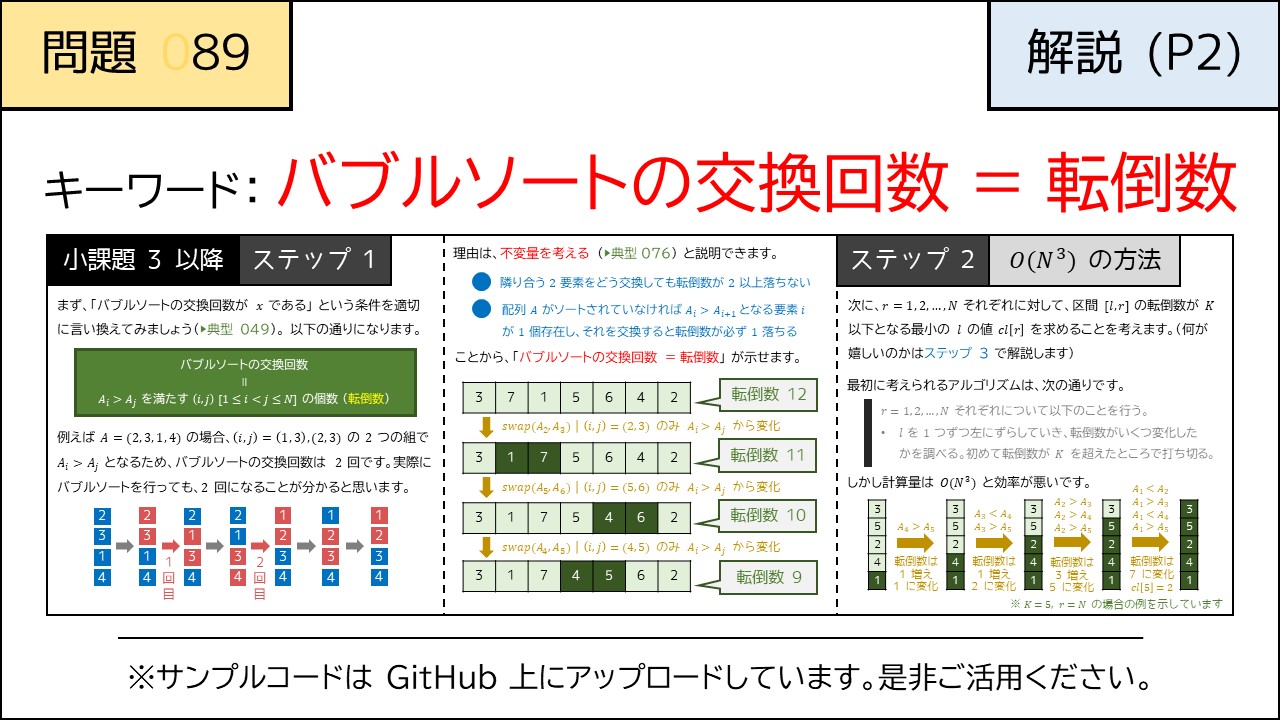 問題 089
解説 (P2)
キーワード: バブルソートの交換回数 = 転倒数
小課題 3 以降 ステップ 1
まず、「バブルソートの交換回数が x である」 という条件を適切
に言い換えてみましょう(▶典型 049)。以下の通りになります。
バブルソートの交換回数
=
A_i > A_j を満たす (i,j) [1 ≤ i < j ≤ N] の個数 (転倒数)
例えば A = (2,3,1,4) の場合、(i,j) = (1,3),(2,3) の 2 つの組で
A_i > A_j となるため、バブルソートの交換回数は 2 回です。実際に
バブルソートを行っても、2 回になることが分かると思います。
2 2 2 2 1 1 1
3 3 1 1 2 2 2
1 1 3 3 3 3 3
4 4 4 4 4 4 4
1回目
2回目
理由は、不変量を考える (▶典型 076) と説明できます。
隣り合う 2 要素をどう交換しても転倒数が 2 以上落ちない
配列 A がソートされていなければ A_i > A_{i+1} となる要素 i
が 1 個存在し、それを交換すると転倒数が必ず 1 落ちる
ことから、「バブルソートの交換回数 = 転倒数」 が示せます。
3 7 1 5 6 4 2 転倒数 12
swap(A_2,A_3) | (i,j) = (2,3) のみ A_i > A_j から変化
3 1 7 5 6 4 2 転倒数 11
swap(A_5,A_6) | (i,j) = (5,6) のみ A_i > A_j から変化
3 1 7 5 4 6 2 転倒数 10
swap(A_4,A_5) | (i,j) = (4,5) のみ A_i > A_j から変化
3 1 7 4 5 6 2 転倒数 9
ステップ 2 O(N³) の方法
次に、r = 1,2,…,N それぞれに対して、区間 [l,r] の転倒数が K
以下となる最小の l の値 cl[r] を求めることを考えます。(何が
嬉しいのかはステップ 3 で解説します)
最初に考えられるアルゴリズムは、次の通りです。
r = 1,2,…,N それぞれについて以下のことを行う。
• l を 1 つずつ左にずらしていき、転倒数がいくつ変化した
かを調べる。初めて転倒数が K を超えたところで打ち切る。
しかし計算量は O(N³) と効率が悪いです。
3 5 2 4 1
A_4 > A_5
転倒数は
1 増え
1 に変化
3 5 2 4 1
A_3 < A_4
A_3 > A_5
転倒数は
1 増え
2 に変化
3 5 2 4 1
A_2 > A_3
A_2 > A_4
A_2 > A_5
転倒数は
3 増え
5 に変化
3 5 2 4 1
A_1 < A_2
A_1 > A_3
A_1 < A_4
A_1 > A_5
転倒数は
7 に変化
cl[5] = 2
3 5 2 4 1
※ K = 5, r = N の場合の例を示しています
※サンプルコードは GitHub 上にアップロードしています。是非ご活用ください。